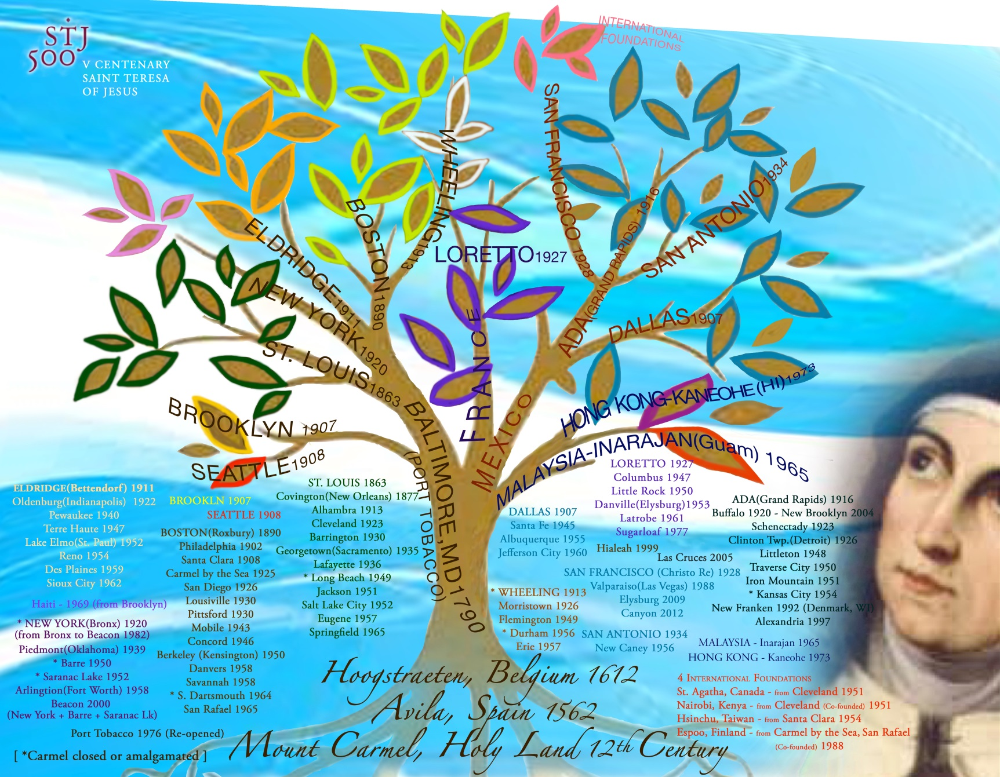 STJ
500
V CENTENARY
SAINT TERESA
OF JESUS
INTERNATIONAL
FOUNDATIONS
SAN FRANCISCO 1928
WHEELING 1913
SAN ANTONIO 1934
ADA (GRAND RAPIDS) 1916
BOSTON 1890
ELDRIDGE 1911
LORETTO 1927
NEW YORK 1920
DALLAS 1907
ST. LOUIS 1863
FRANCE
MEXICO
HONG KONG-KANEOHE (HI) 1973
BROOKLYN 1907
SEATTLE 1908
MALAYSIA-INARAJAN (Guam) 1965
BALTIMORE, MD 1790
(PORT TOBACCO)
ELDRIDGE(Bettendorf) 1911
Oldenburg(Indianapolis) 1922
Pewaukee 1940
Terre Haute 1947
Lake Elmo(St. Paul) 1952
Reno 1954
Des Plaines 1959
Sioux City 1962
Haiti - 1969 (from Brooklyn)
* NEW YORK(Bronx) 1920
(from Bronx to Beacon 1982)
Piedmont(Oklahoma) 1939
* Barre 1950
* Saranac Lake 1952
Arlingtion(Fort Worth) 1958
Beacon 2000
(New York + Barre + Saranac Lk)
Port Tobacco 1976 (Re-opened)
[ *Carmel closed or amalgamated ]
BROOKLN 1907
SEATTLE 1908
BOSTON(Roxbury) 1890
Philadelphia 1902
Santa Clara 1908
Carmel by the Sea 1925
San Diego 1926
Lousiville 1930
Pittsford 1930
Mobile 1943
Concord 1946
Berkeley (Kensington) 1950
Danvers 1958
Savannah 1958
* S. Dartsmouth 1964
San Rafael 1965
ST. LOUIS 1863
Covington(New Orleans) 1877
Alhambra 1913
Cleveland 1923
Barrington 1930
Georgetown(Sacramento) 1935
Lafayette 1936
* Long Beach 1949
Jackson 1951
Salt Lake City 1952
Eugene 1957
Springfield 1965
DALLAS 1907
Santa Fe 1945
Albuquerque 1955
Jefferson City 1960
LORETTO 1927
Columbus 1947
Little Rock 1950
Danville(Elysburg)1953
Latrobe 1961
Sugarloaf 1977
Hialeah 1999
Las Cruces 2005
SAN FRANCISCO (Christo Re) 1928
Valparaiso(Las Vegas) 1988
Elysburg 2009
Canyon 2012
* WHEELING 1913
Morristown 1926
Flemington 1949
* Durham 1956
Erie 1957
SAN ANTONIO 1934
New Caney 1956
ADA(Grand Rapids) 1916
Buffalo 1920 - New Brooklyn 2004
Schenectady 1923
Clinton Twp.(Detroit) 1926
Littleton 1948
Traverse City 1950
Iron Mountain 1951
* Kansas City 1954
New Franken 1992 (Denmark, WI)
Alexandria 1997
MALAYSIA - Inarajan 1965
HONG KONG - Kaneohe 1973
4 INTERNATIONAL FOUNDATIONS
St. Agatha, Canada - from Cleveland 1951
Nairobi, Kenya - from Cleveland (Co-founded) 1951
Hsinchu, Taiwan - from Santa Clara 1954
Espoo, Finland - from Carmel by the Sea, San Rafael
(Co-founded) 1988
Hoogstraeten, Belgium 1612
Avila, Spain 1562
Mount Carmel, Holy Land 12th Century